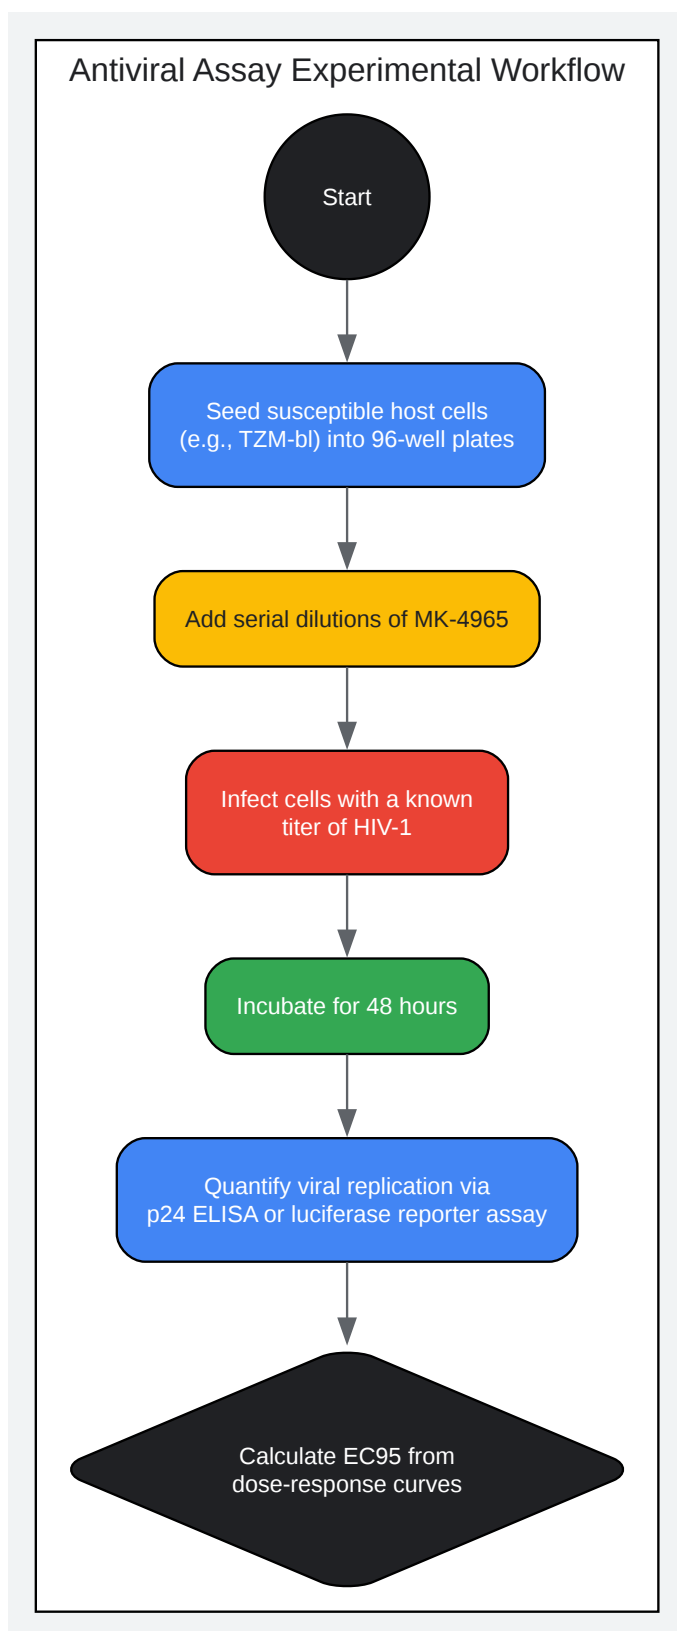 Antiviral Assay Experimental Workflow
Start
Seed susceptible host cells
(e.g., TZM-bl) into 96-well plates
Add serial dilutions of MK-4965
Infect cells with a known
titer of HIV-1
Incubate for 48 hours
Quantify viral replication via
p24 ELISA or luciferase reporter assay
Calculate EC95 from
dose-response curves